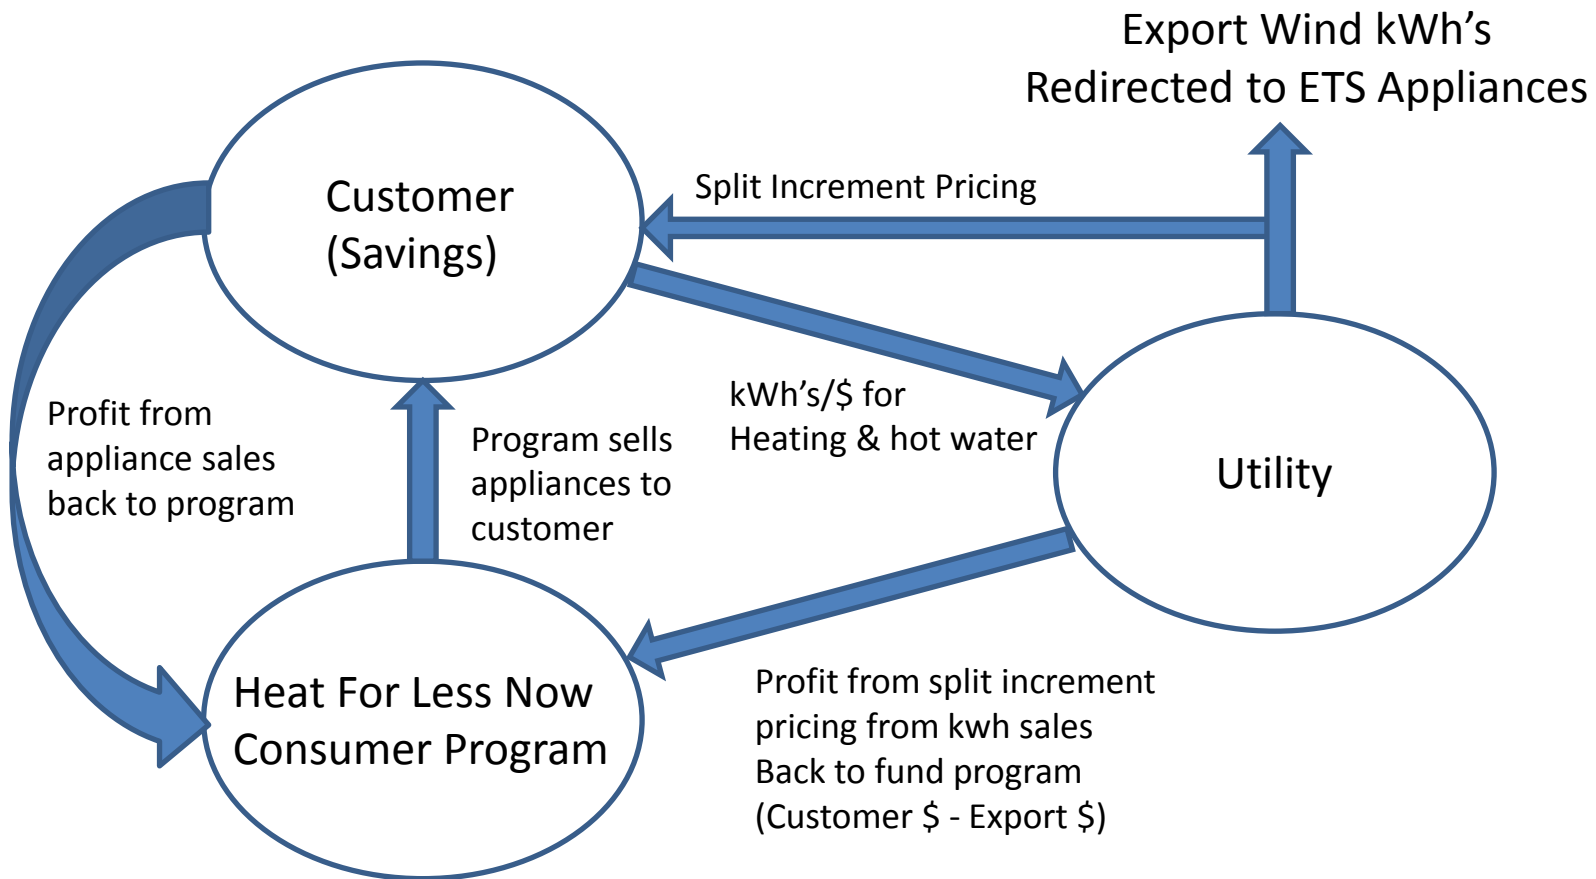 Export Wind kWh’s
Redirected to ETS Appliances
Customer
(Savings)
Split Increment Pricing
kWh’s/$ for
Heating & hot water
Profit from
appliance sales
back to program
Program sells
appliances to
customer
Utility
Heat For Less Now
Consumer Program
Profit from split increment
pricing from kwh sales
Back to fund program
(Customer $ - Export $)